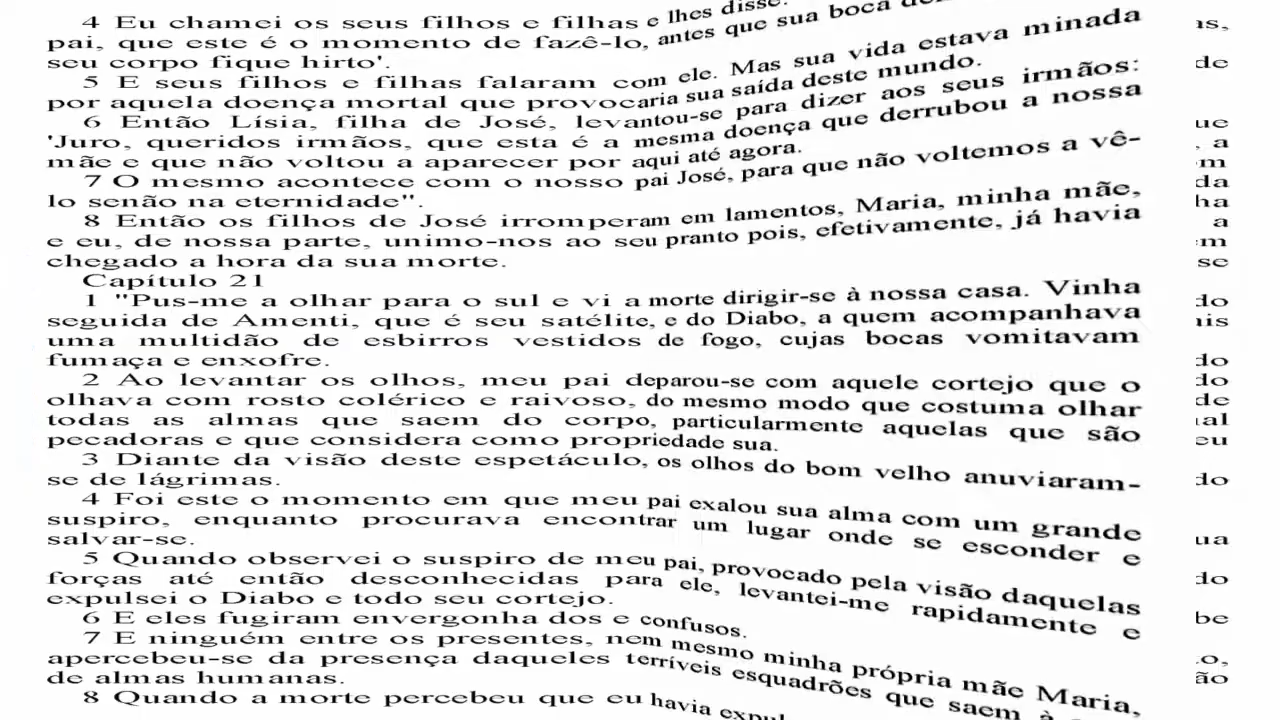 4 Eu chamei os seus filhos e filhas e lhes disse:
pai, que este é o momento de fazê-lo, antes que sua boca
seu corpo fique hirto'.
5 E seus filhos e filhas falaram com ele. Mas sua vida estava minada
por aquela doença mortal que provocaria sua saída deste mundo.
6 Então Lísia, filha de José, levantou-se para dizer aos seus irmãos:
'Juro, queridos irmãos, que esta é a mesma doença que derrubou a nossa
mãe e que não voltou a aparecer por aqui até agora.
7 O mesmo acontece com o nosso pai José, para que não voltemos a vê-
lo senão na eternidade".
8 Então os filhos de José irromperam em lamentos, Maria, minha mãe,
e eu, de nossa parte, unimo-nos ao seu pranto pois, efetivamente, já havia
chegado a hora da sua morte.
Capítulo 21
1 "Pus-me a olhar para o sul e vi a morte dirigir-se à nossa casa. Vinha
seguida de Amenti, que é seu satélite, e do Diabo, a quem acompanhava
uma multidão de esbirros vestidos de fogo, cujas bocas vomitavam
fumaça e enxofre.
2 Ao levantar os olhos, meu pai deparou-se com aquele cortejo que o
olhava com rosto colérico e raivoso, do mesmo modo que costuma olhar
todas as almas que saem do corpo, particularmente aquelas que são
pecadoras e que considera como propriedade sua.
3 Diante da visão deste espetáculo, os olhos do bom velho anuviaram-
se de lágrimas.
4 Foi este o momento em que meu pai exalou sua alma com um grande
suspiro, enquanto procurava encontrar um lugar onde se esconder e
salvar-se.
5 Quando observei o suspiro de meu pai, provocado pela visão daquelas
forças até então desconhecidas para ele, levantei-me rapidamente e
expulsei o Diabo e todo seu cortejo.
6 E eles fugiram envergonha dos e confusos.
7 E ninguém entre os presentes, nem mesmo minha própria mãe Maria,
apercebeu-se da presença daqueles terríveis esquadrões que saem à
de almas humanas.
8 Quando a morte percebeu que eu havia